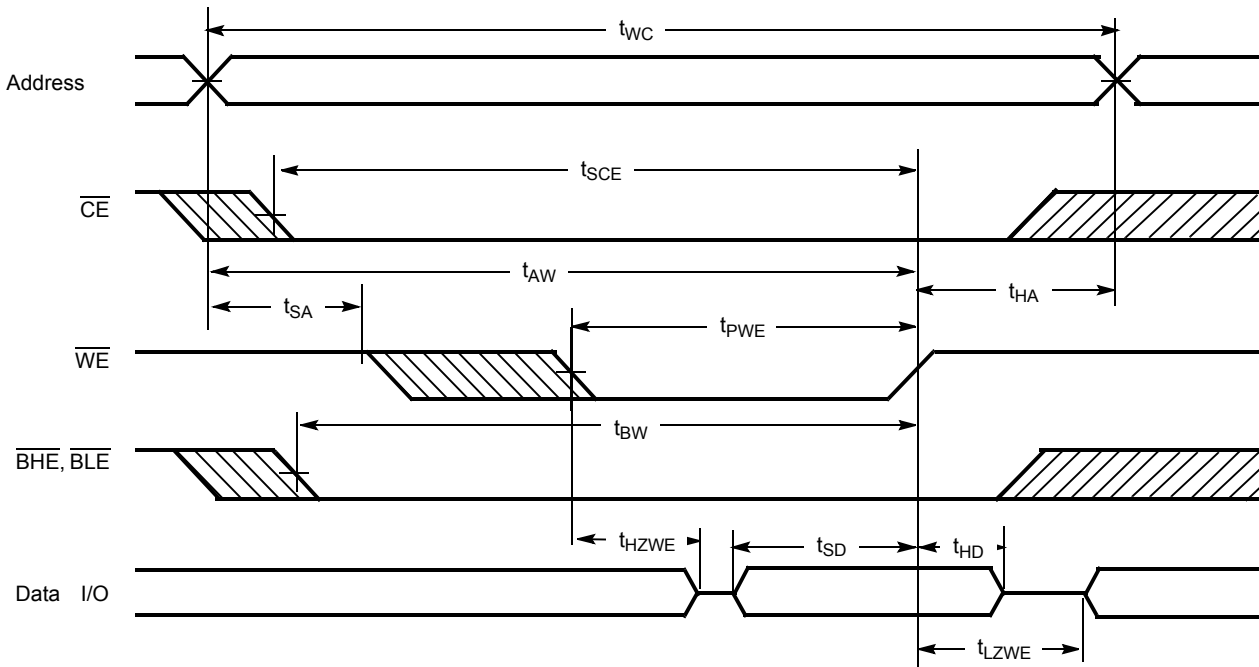 tWC
Address
tSCE
CE
tAW
tSA
tHA
tPWE
WE
tBW
BHE, BLE
tHZWE
tSD
tHD
Data I/O
tLZWE